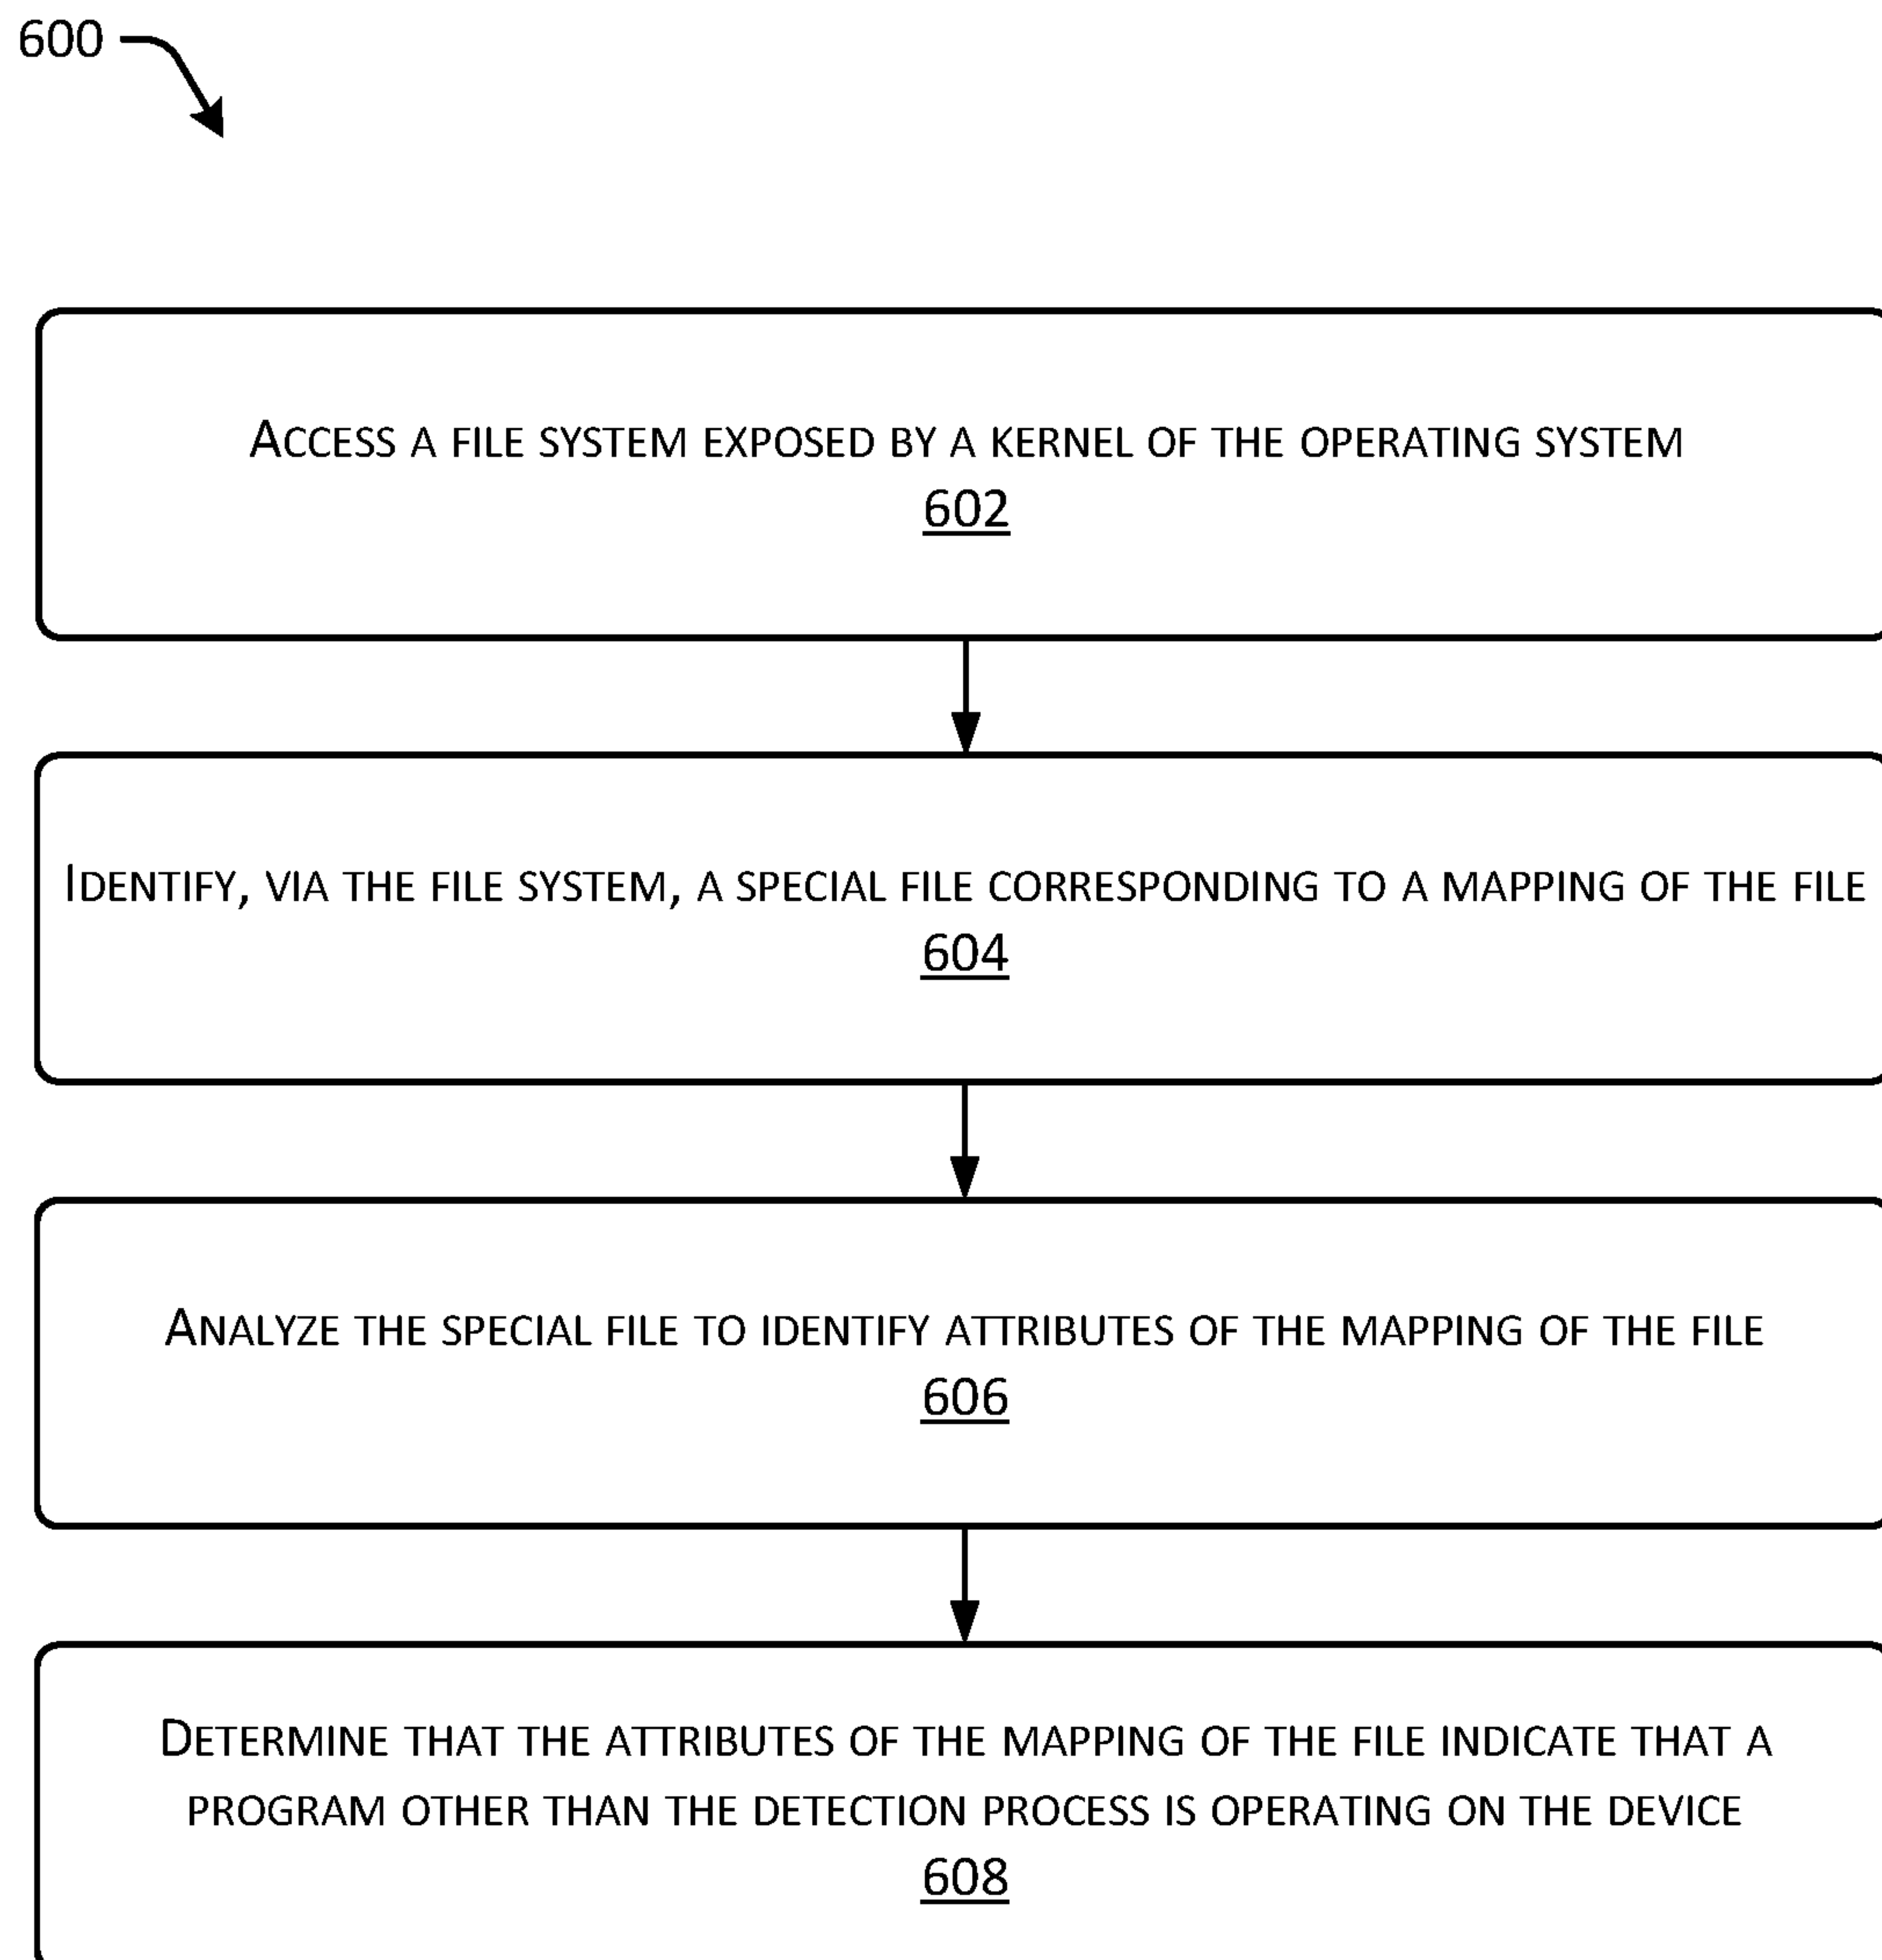 600
ACCESS A FILE SYSTEM EXPOSED BY A KERNEL OF THE OPERATING SYSTEM
602
IDENTIFY, VIA THE FILE SYSTEM, A SPECIAL FILE CORRESPONDING TO A MAPPING OF THE FILE
604
ANALYZE THE SPECIAL FILE TO IDENTIFY ATTRIBUTES OF THE MAPPING OF THE FILE
606
DETERMINE THAT THE ATTRIBUTES OF THE MAPPING OF THE FILE INDICATE THAT A
PROGRAM OTHER THAN THE DETECTION PROCESS IS OPERATING ON THE DEVICE
608